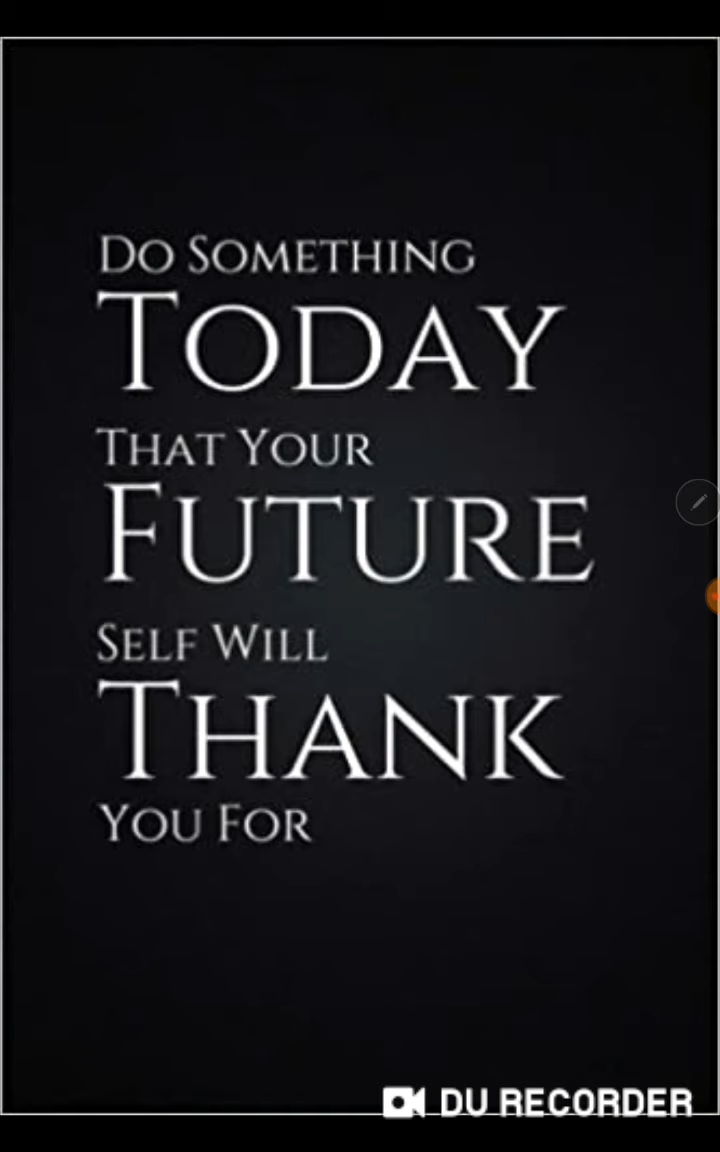 Do Something
Today
That Your
Future
Self Will
Thank
You For
DU RECORDER